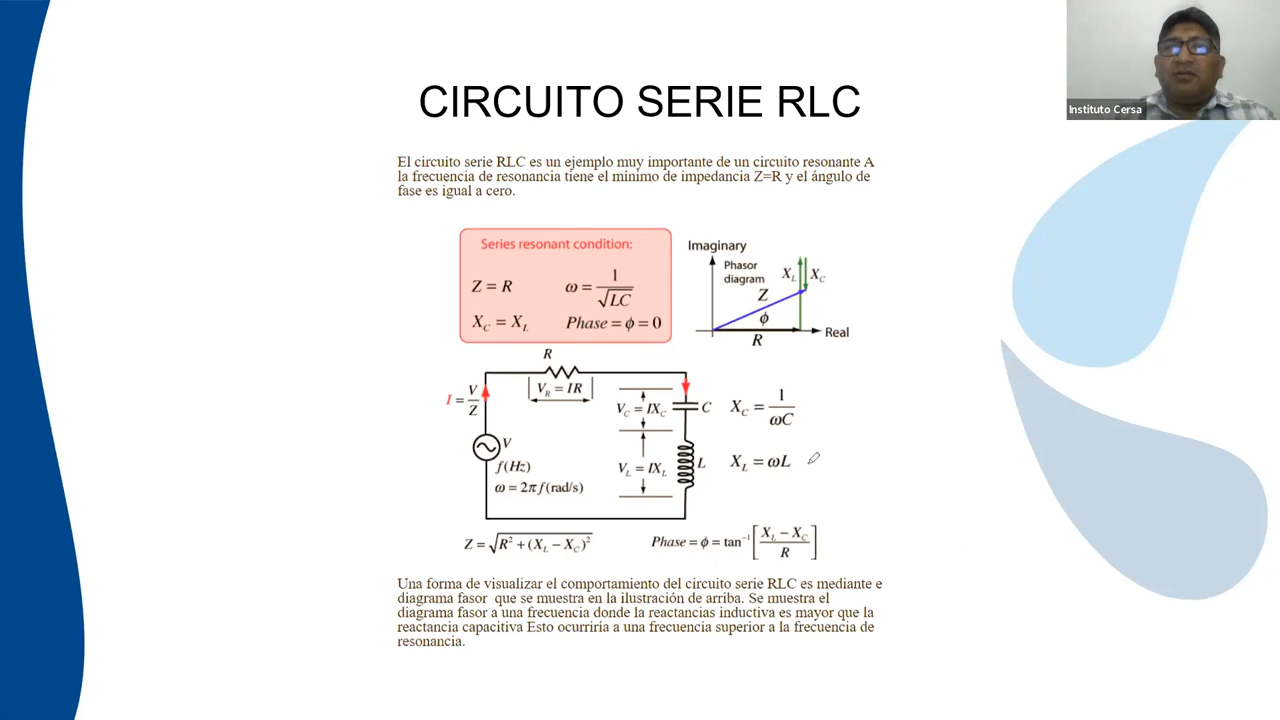 CIRCUITO SERIE RLC
Instituto Cersa
El circuito serie RLC es un ejemplo muy importante de un circuito resonante A
la frecuencia de resonancia tiene el mínimo de impedancia Z=R y el ángulo de
fase es igual a cero.
Series resonant condition:
Z = R
ω = 1/√LC
X_C = X_L
Phase = ϕ = 0
Imaginary
Phasor
diagram
X_L
X_C
Z
ϕ
R
Real
R
V_R = IR
I = V/Z
V
f(Hz)
ω = 2π f(rad/s)
V_C = IX_C
C
X_C = 1/ωC
V_L = IX_L
L
X_L = ωL
Z = √R² + (X_L − X_C)²
Phase = ϕ = tan⁻¹ [X_L − X_C / R]
Una forma de visualizar el comportamiento del circuito serie RLC es mediante e
diagrama fasor que se muestra en la ilustración de arriba. Se muestra el
diagrama fasor a una frecuencia donde la reactancias inductiva es mayor que la
reactancia capacitiva Esto ocurriría a una frecuencia superior a la frecuencia de
resonancia.